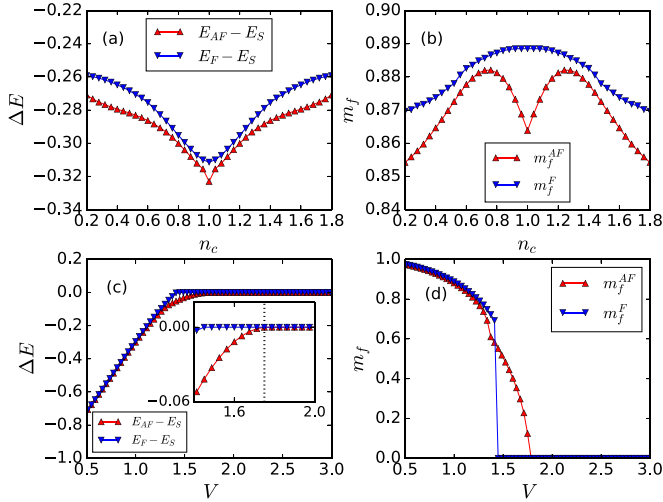 −0.22
−0.24
−0.26
−0.28
−0.30
−0.32
−0.34
ΔE
(a)
E_{AF} − E_S
E_F − E_S
0.2 0.4 0.6 0.8 1.0 1.2 1.4 1.6 1.8
n_c
0.90
0.89
0.88
0.87
0.86
0.85
0.84
m_f
(b)
m_f^{AF}
m_f^F
0.2 0.4 0.6 0.8 1.0 1.2 1.4 1.6 1.8
n_c
0.2
0.0
−0.2
−0.4
−0.6
−0.8
−1.0
ΔE
(c)
0.00
−0.06
1.6 2.0
E_{AF} − E_S
E_F − E_S
0.5 1.0 1.5 2.0 2.5 3.0
V
1.0
0.8
0.6
0.4
0.2
0.0
m_f
(d)
m_f^{AF}
m_f^F
0.5 1.0 1.5 2.0 2.5 3.0
V